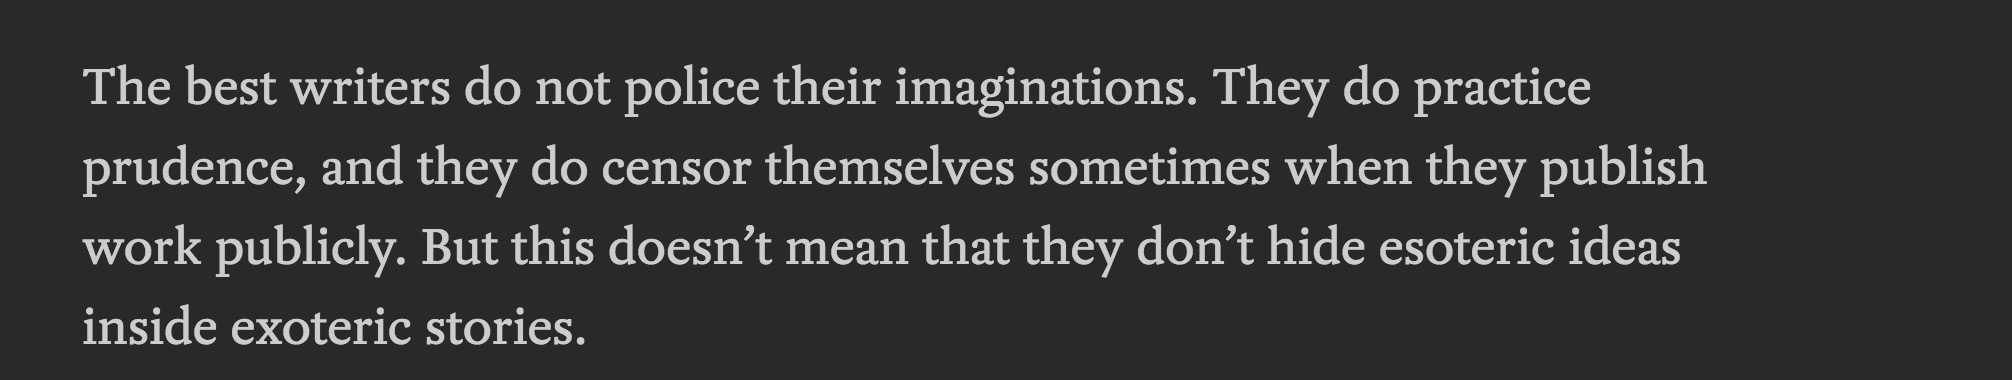 The best writers do not police their imaginations. They do practice
prudence, and they do censor themselves sometimes when they publish
work publicly. But this doesn’t mean that they don’t hide esoteric ideas
inside exoteric stories.